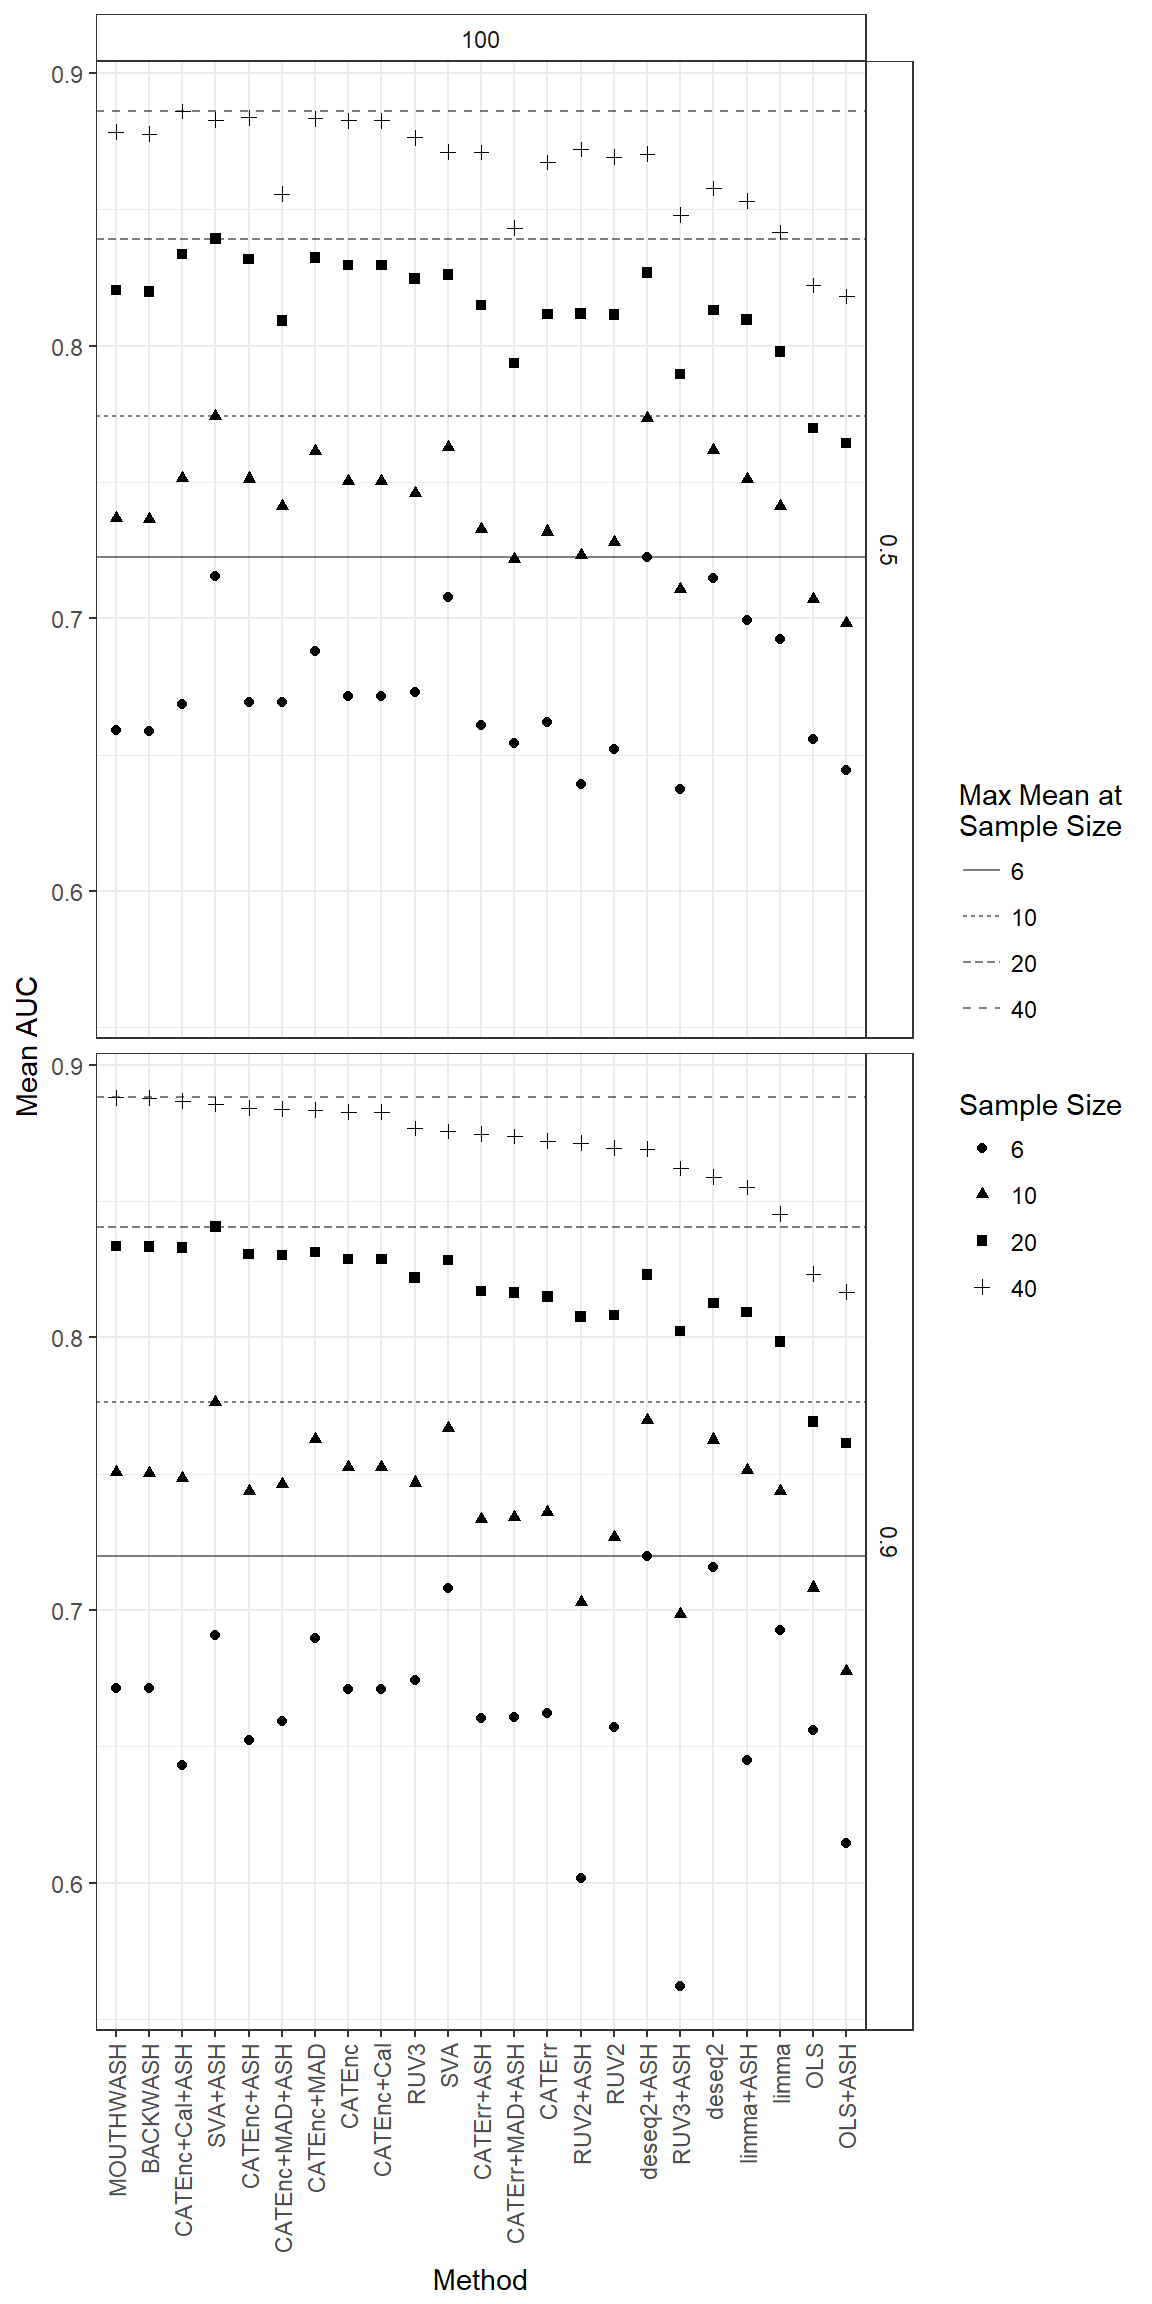 100
0.9
0.8
0.7
0.6
0.5
Mean AUC
0.9
0.8
0.7
0.6
0.9
MOUTHWASH
BACKWASH
CATEnc+Cal+ASH
SVA+ASH
CATEnc+ASH
CATEnc+MAD+ASH
CATEnc+MAD
CATEnc
CATEnc+Cal
RUV3
SVA
CATErr+ASH
CATErr+MAD+ASH
CATErr
RUV2+ASH
RUV2
deseq2+ASH
RUV3+ASH
deseq2
limma+ASH
limma
OLS
OLS+ASH
Method
Max Mean at
Sample Size
6
10
20
40
Sample Size
6
10
20
40